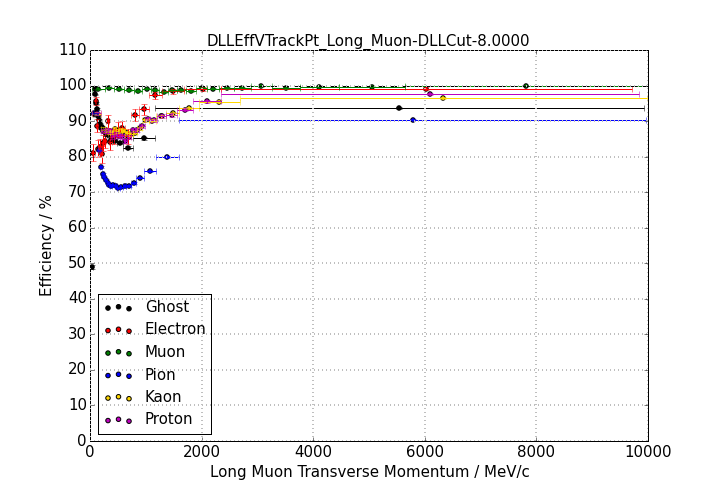 DLLEffVTrackPt_Long_Muon-DLLCut-8.0000
110
100
90
80
70
60
50
40
30
20
10
0
Efficiency / %
Ghost
Electron
Muon
Pion
Kaon
Proton
0 2000 4000 6000 8000 10000
Long Muon Transverse Momentum / MeV/c